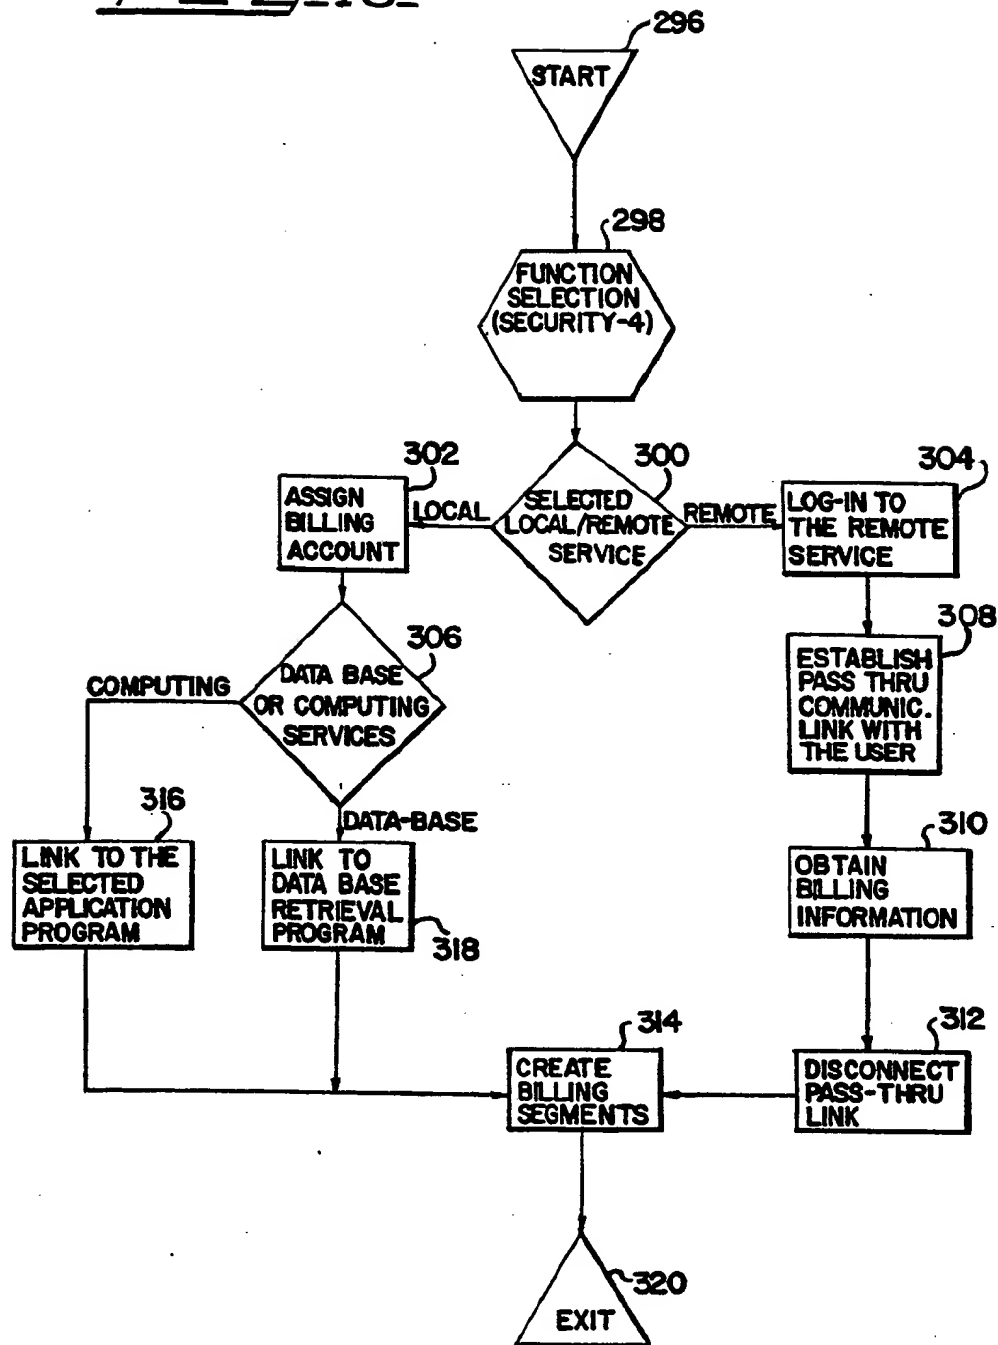 296
START
298
FUNCTION
SELECTION
(SECURITY-4)
302
300
304
ASSIGN
BILLING
ACCOUNT
LOCAL
SELECTED
LOCAL/REMOTE
SERVICE
REMOTE
LOG-IN TO
THE REMOTE
SERVICE
306
308
COMPUTING
DATA BASE
OR COMPUTING
SERVICES
ESTABLISH
PASS THRU
COMMUNIC.
LINK WITH
THE USER
316
DATA-BASE
310
LINK TO THE
SELECTED
APPLICATION
PROGRAM
LINK TO
DATA BASE
RETRIEVAL
PROGRAM
318
OBTAIN
BILLING
INFORMATION
314
312
CREATE
BILLING
SEGMENTS
DISCONNECT
PASS-THRU
LINK
320
EXIT